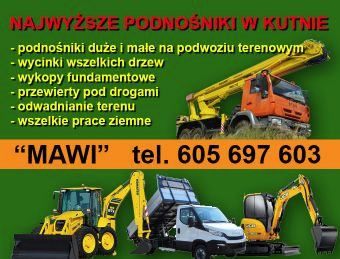 NAJWYŻSZE PODNOŚNIKI W KUTNIE
- podnośniki duże i małe na podwoziu terenowym
- wycinki wszelkich drzew
- wykopy fundamentowe
- przewierty pod drogami
- odwadnianie terenu
- wszelkie prace ziemne
“MAWI” tel. 605 697 603